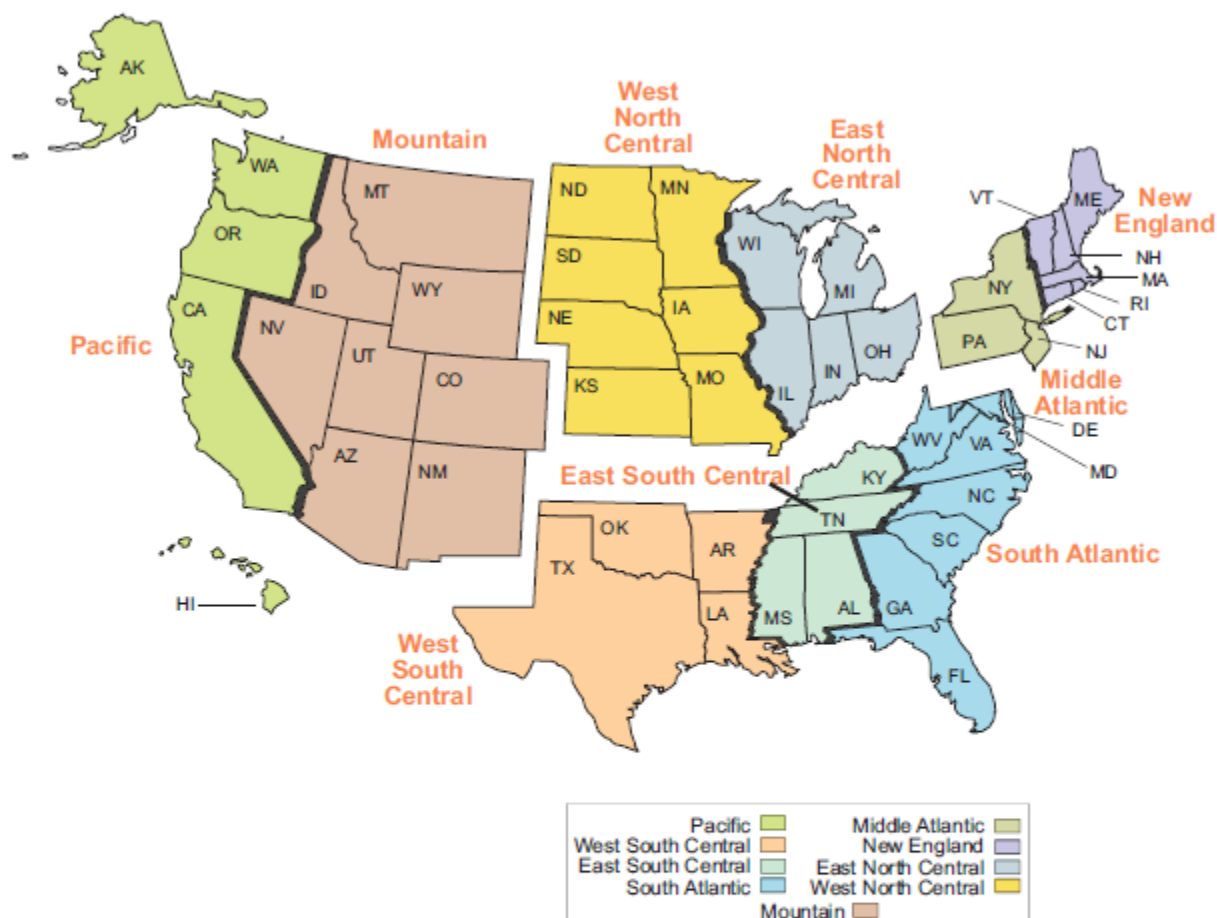 AK
WA
OR
CA
HI
Pacific
Mountain
MT
ID
WY
NV
UT
CO
AZ
NM
West
North
Central
ND
MN
SD
IA
NE
KS
MO
East
North
Central
WI
MI
IL
IN
OH
New
England
VT
ME
NH
MA
RI
CT
NY
PA
NJ
Middle
Atlantic
DE
MD
WV
VA
NC
SC
GA
FL
South Atlantic
East South Central
KY
TN
MS
AL
OK
AR
TX
LA
West
South
Central
Pacific
West South Central
East South Central
South Atlantic
Middle Atlantic
New England
East North Central
West North Central
Mountain